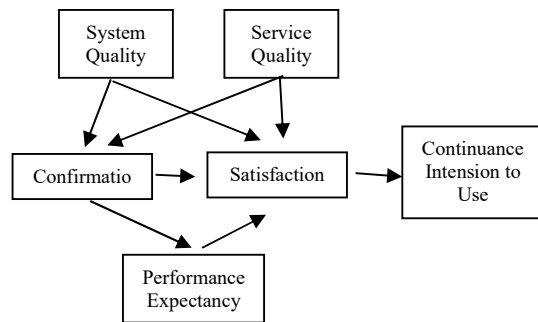 System
Quality
Service
Quality
Confirmatio
Satisfaction
Continuance
Intension to
Use
Performance
Expectancy